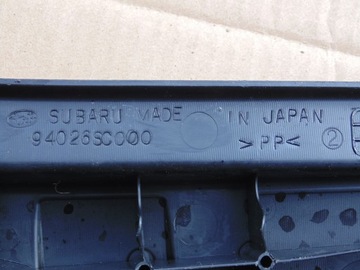 SUBARU MADE IN JAPAN
94026SC000 >PP< 2